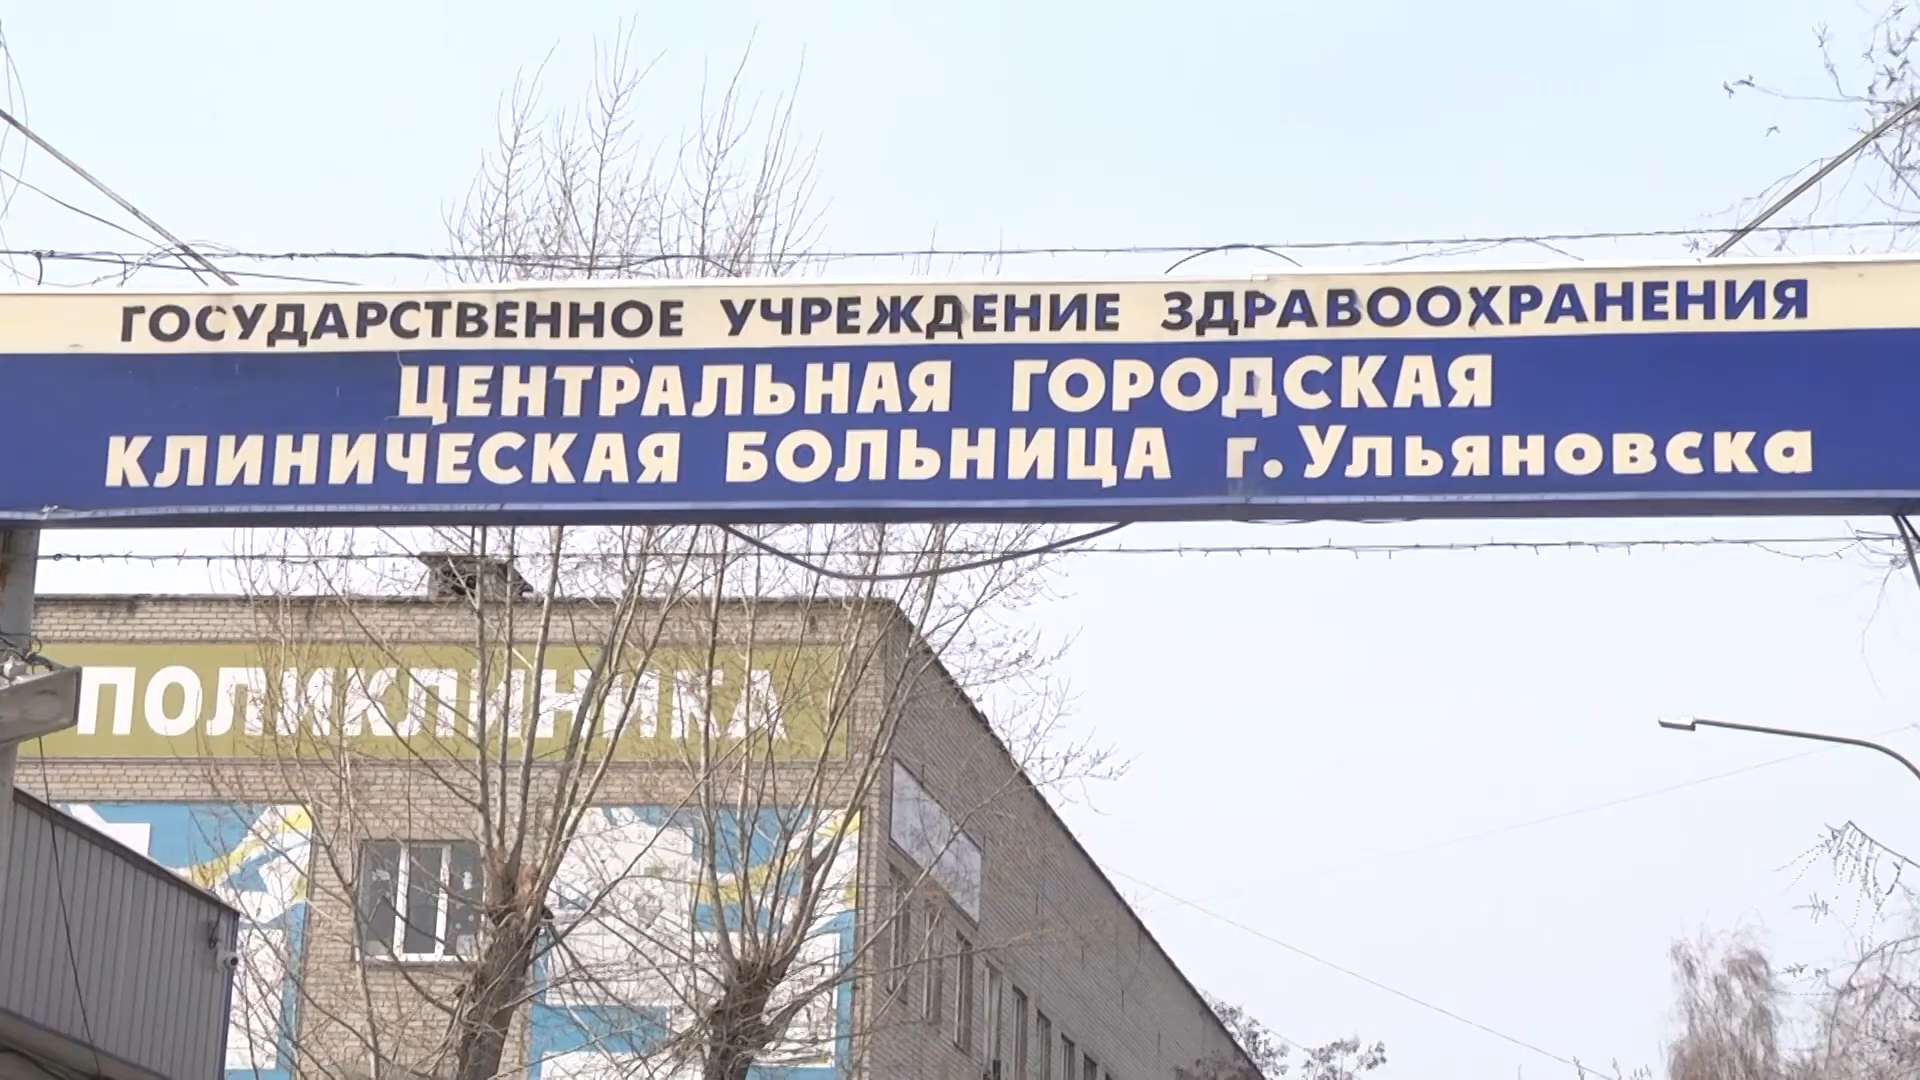 ГОСУДАРСТВЕННОЕ УЧРЕЖДЕНИЕ ЗДРАВООХРАНЕНИЯ
ЦЕНТРАЛЬНАЯ ГОРОДСКАЯ
КЛИНИЧЕСКАЯ БОЛЬНИЦА г. Ульяновска
ПОЛИКЛИНИКА